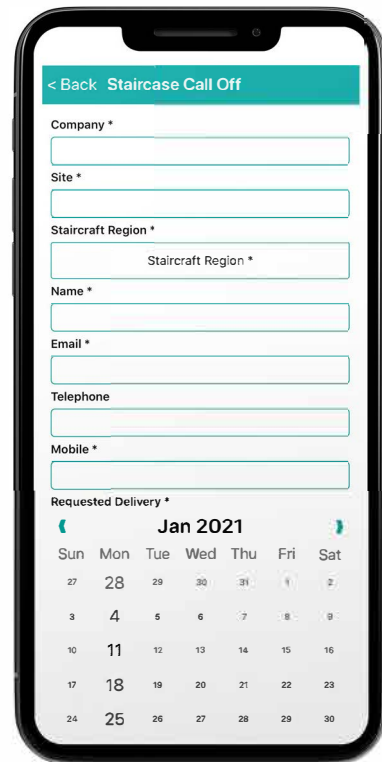 < Back Staircase Call Off
Company *
Site *
Staircraft Region *
Staircraft Region *
Name *
Email *
Telephone
Mobile *
Requested Delivery *
Jan 2021
Sun Mon Tue Wed Thu Fri Sat
27 28 29 30 31 1 2
3 4 5 6 7 8 9
10 11 12 13 14 15 16
17 18 19 20 21 22 23
24 25 26 27 28 29 30